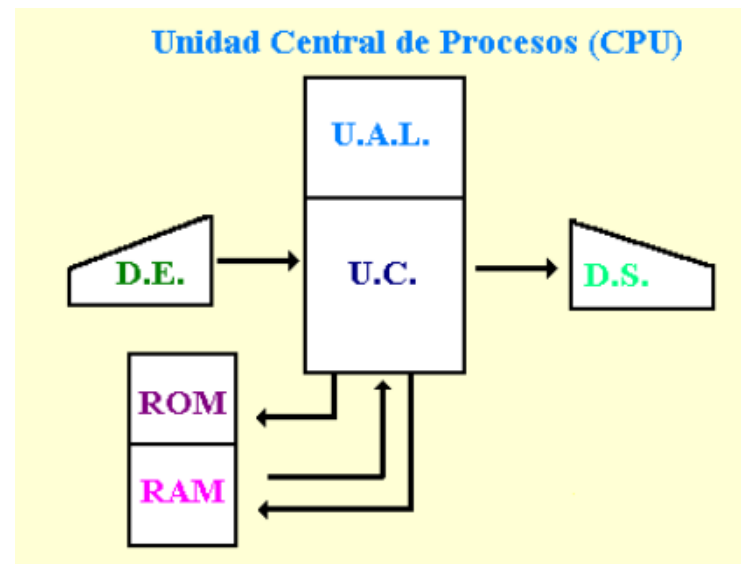 Unidad Central de Procesos (CPU)
U.A.L.
D.E.
U.C.
D.S.
ROM
RAM